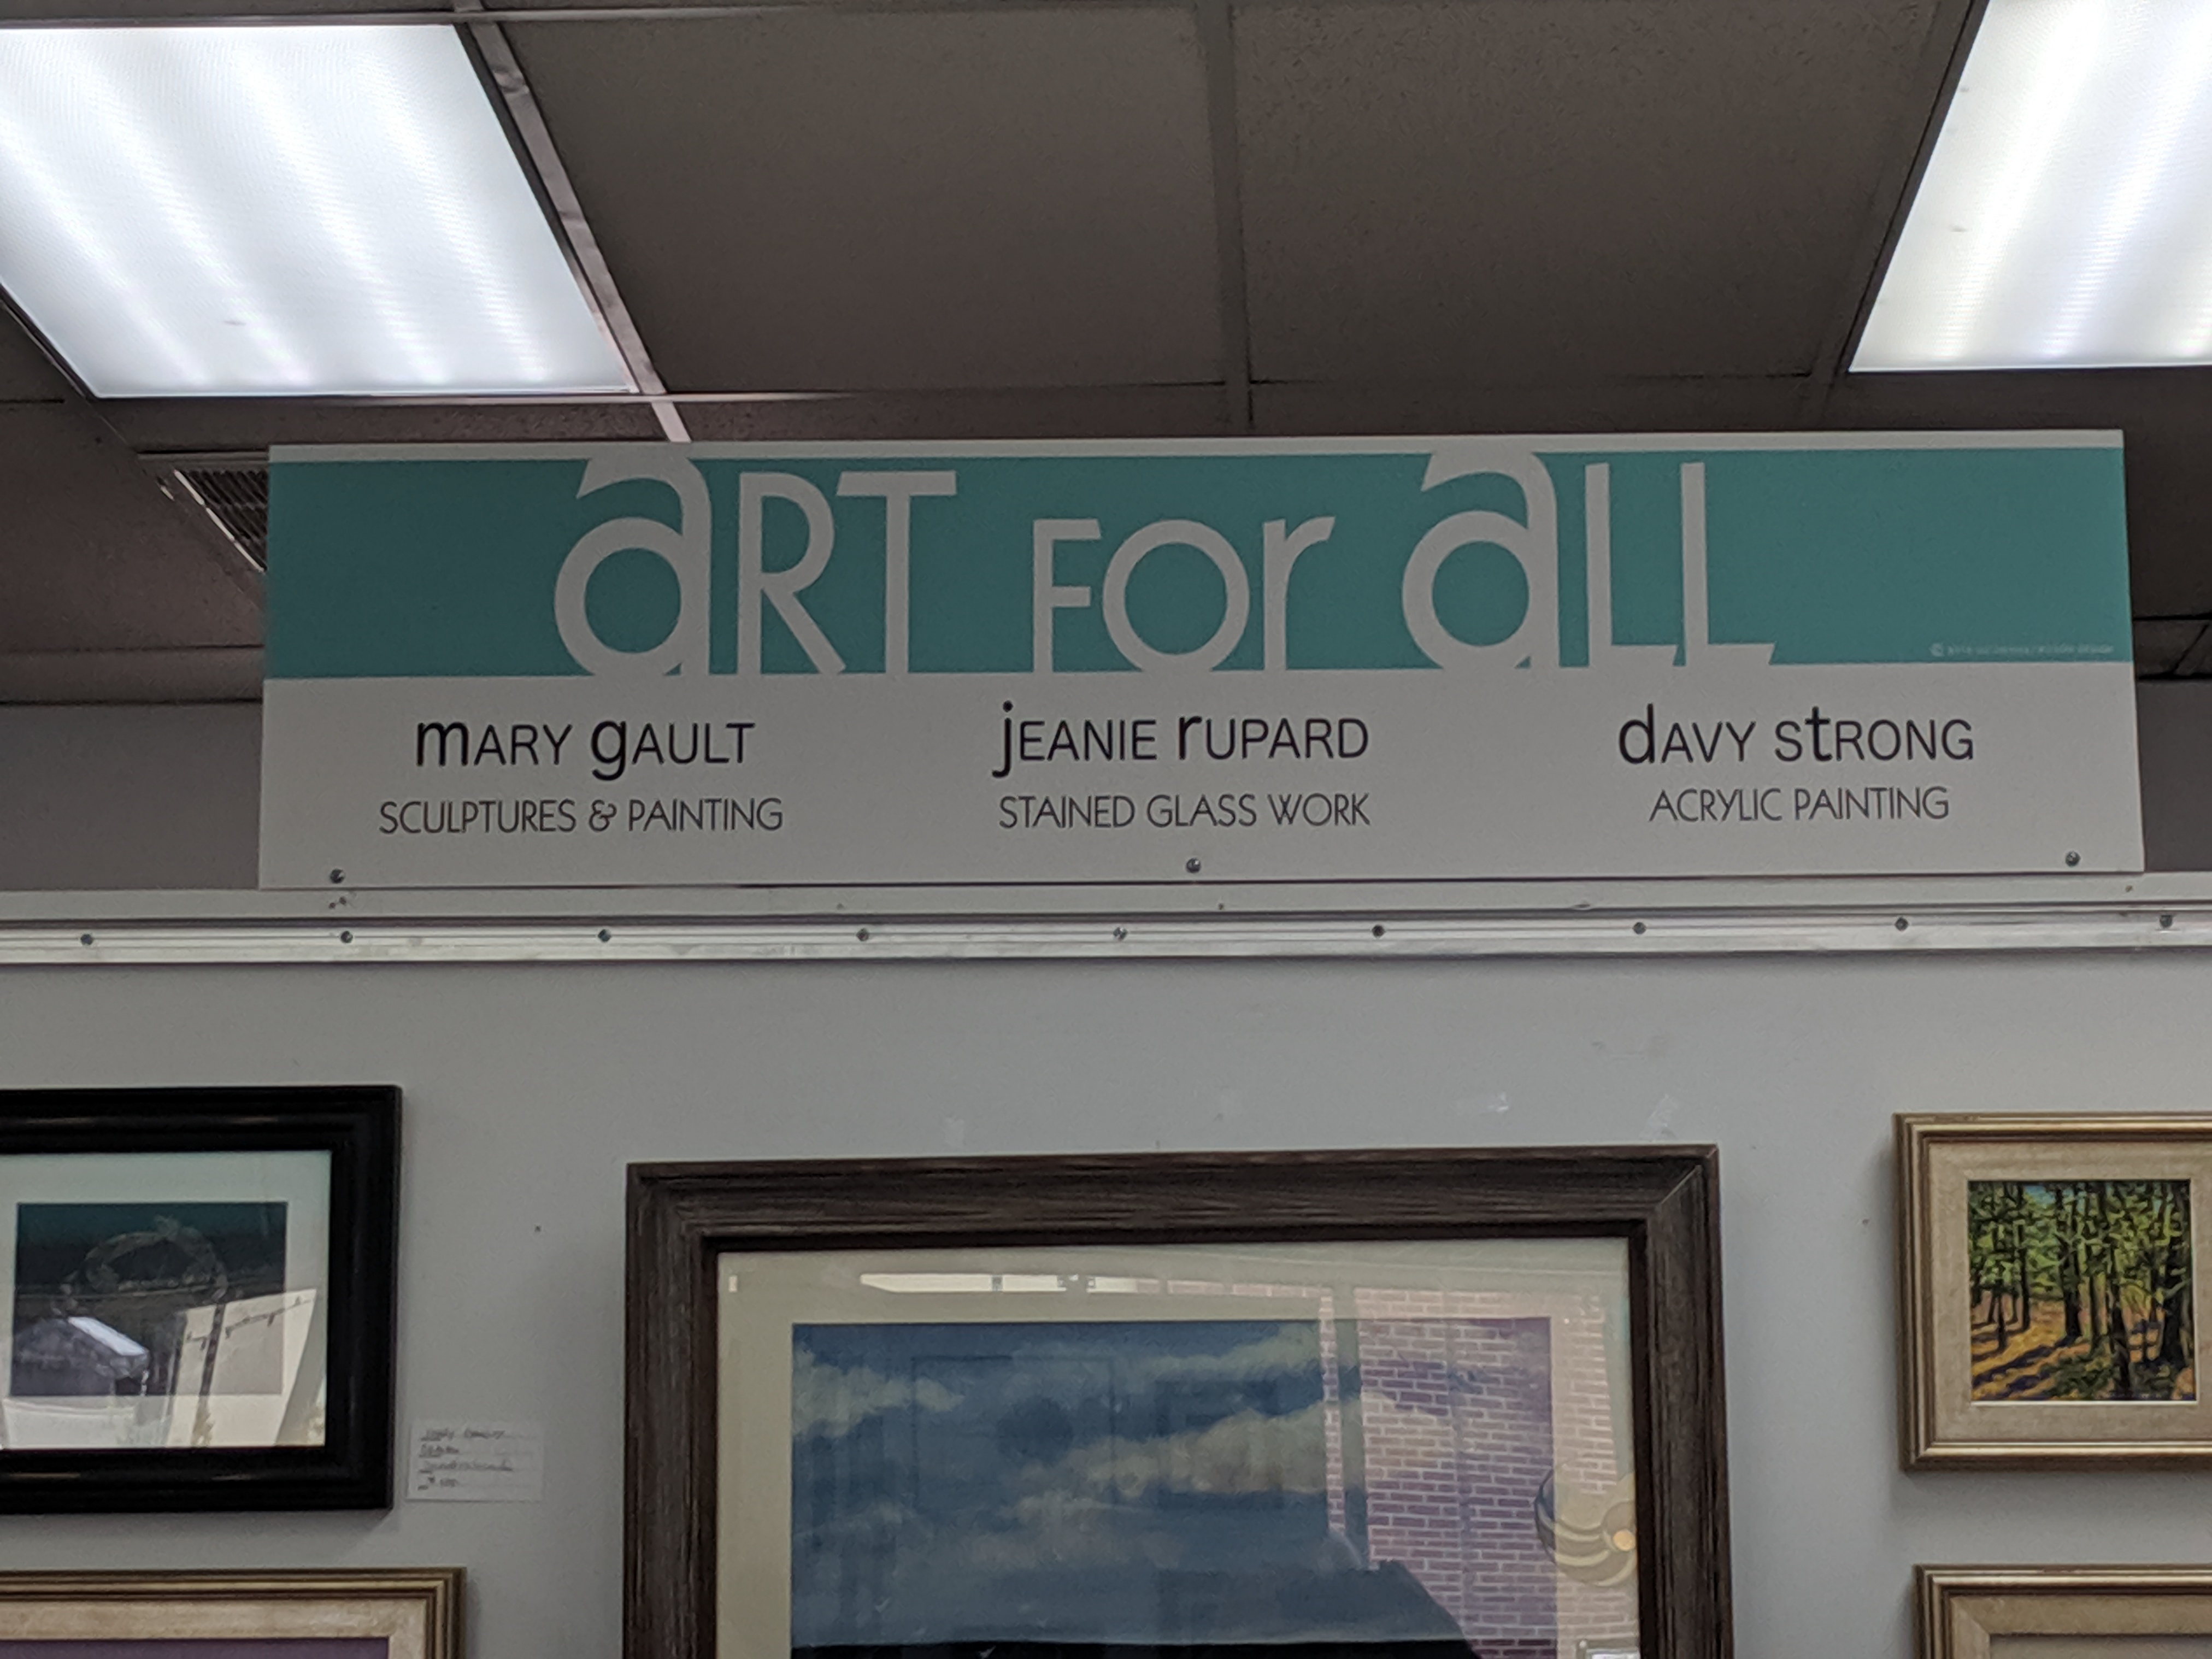 aRT FOr aLL
mARY gAULT
SCULPTURES & PAINTING
jEANIE rUPARD
STAINED GLASS WORK
dAVY stRONG
ACRYLIC PAINTING